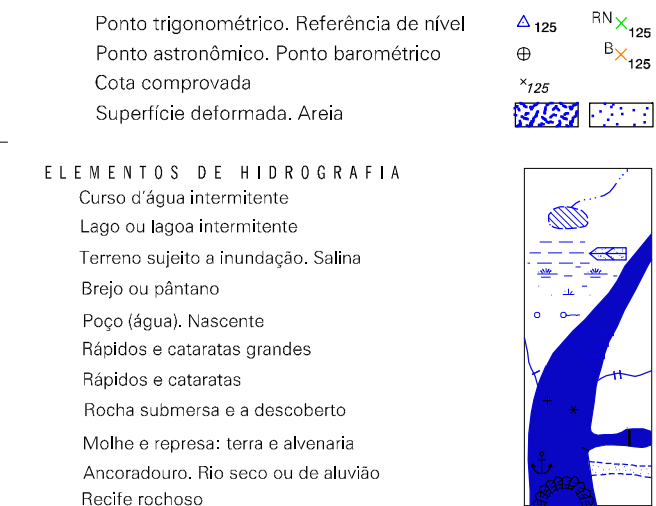 Ponto trigonométrico. Referência de nível 125 RN 125
Ponto astronômico. Ponto barométrico B 125
Cota comprovada 125
Superfície deformada. Areia
ELEMENTOS DE HIDROGRAFIA
Curso d'água intermitente
Lago ou lagoa intermitente
Terreno sujeito a inundação. Salina
Brejo ou pântano
Poço (água). Nascente
Rápidos e cataratas grandes
Rápidos e cataratas
Rocha submersa e a descoberto
Molhe e represa: terra e alvenaria
Ancoradouro. Rio seco ou de aluvião
Recife rochoso